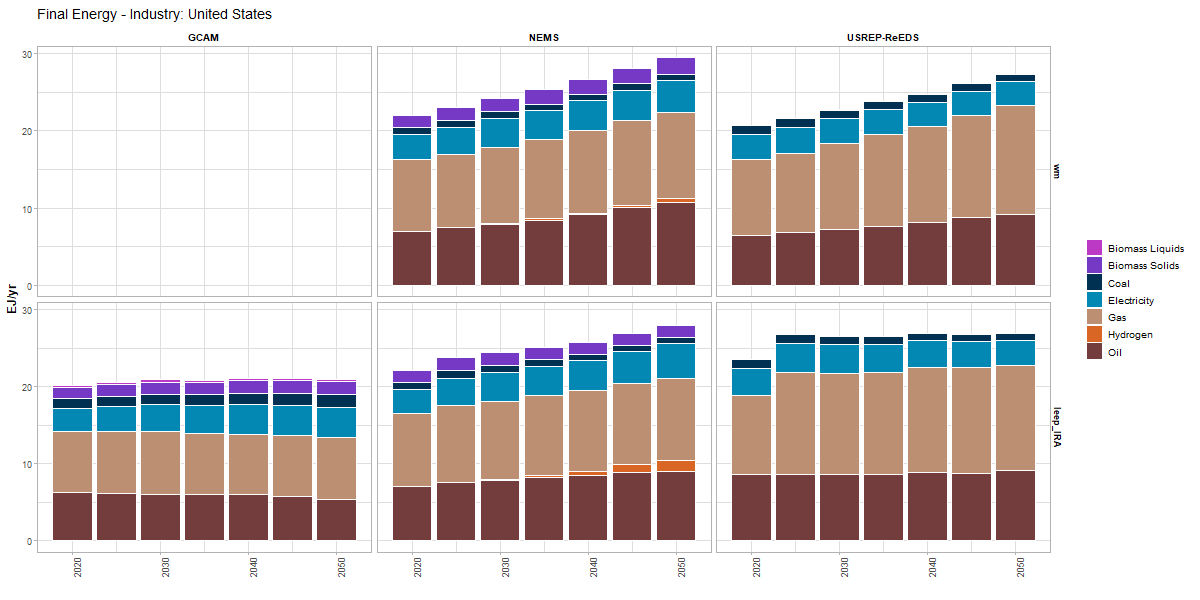 Final Energy - Industry: United States
GCAM
NEMS
USREP-ReEDS
EJ/yr
30
20
10
0
wm
30
20
10
0
leep_IRA
2020
2030
2040
2050
2020
2030
2040
2050
2020
2030
2040
2050
Biomass Liquids
Biomass Solids
Coal
Electricity
Gas
Hydrogen
Oil